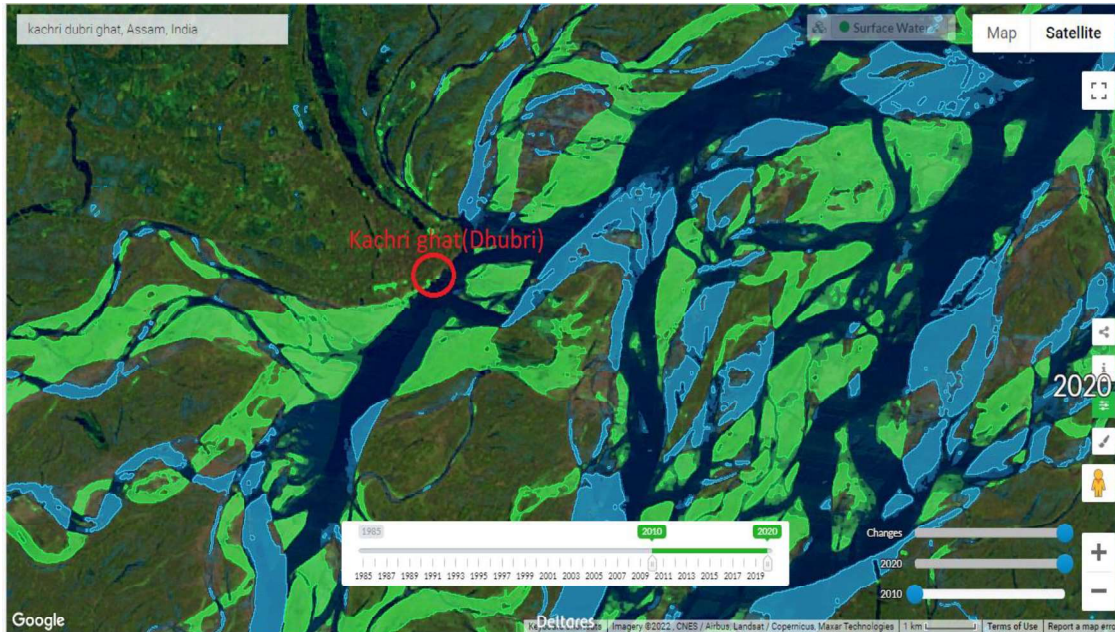 kachri dubri ghat, Assam, India
Surface Water
Map Satellite
Kachri ghat(Dhubri)
2020
1985
2010
2020
1985 1987 1989 1991 1993 1995 1997 1999 2001 2003 2005 2007 2009 2011 2013 2015 2017 2019
Changes
2020
2010
Google
Deltares
Imagery ©2022 , CNES / Airbus, Landsat / Copernicus, Maxar Technologies 1 km Terms of Use Report a map erro